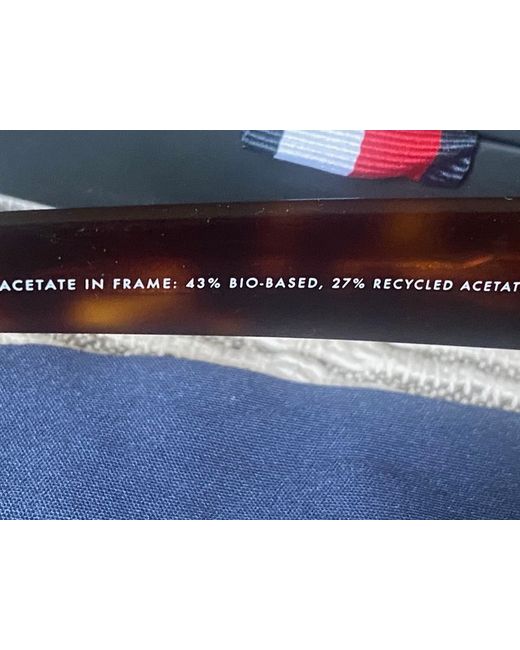 ACETATE IN FRAME: 43% BIO-BASED, 27% RECYCLED ACETAT